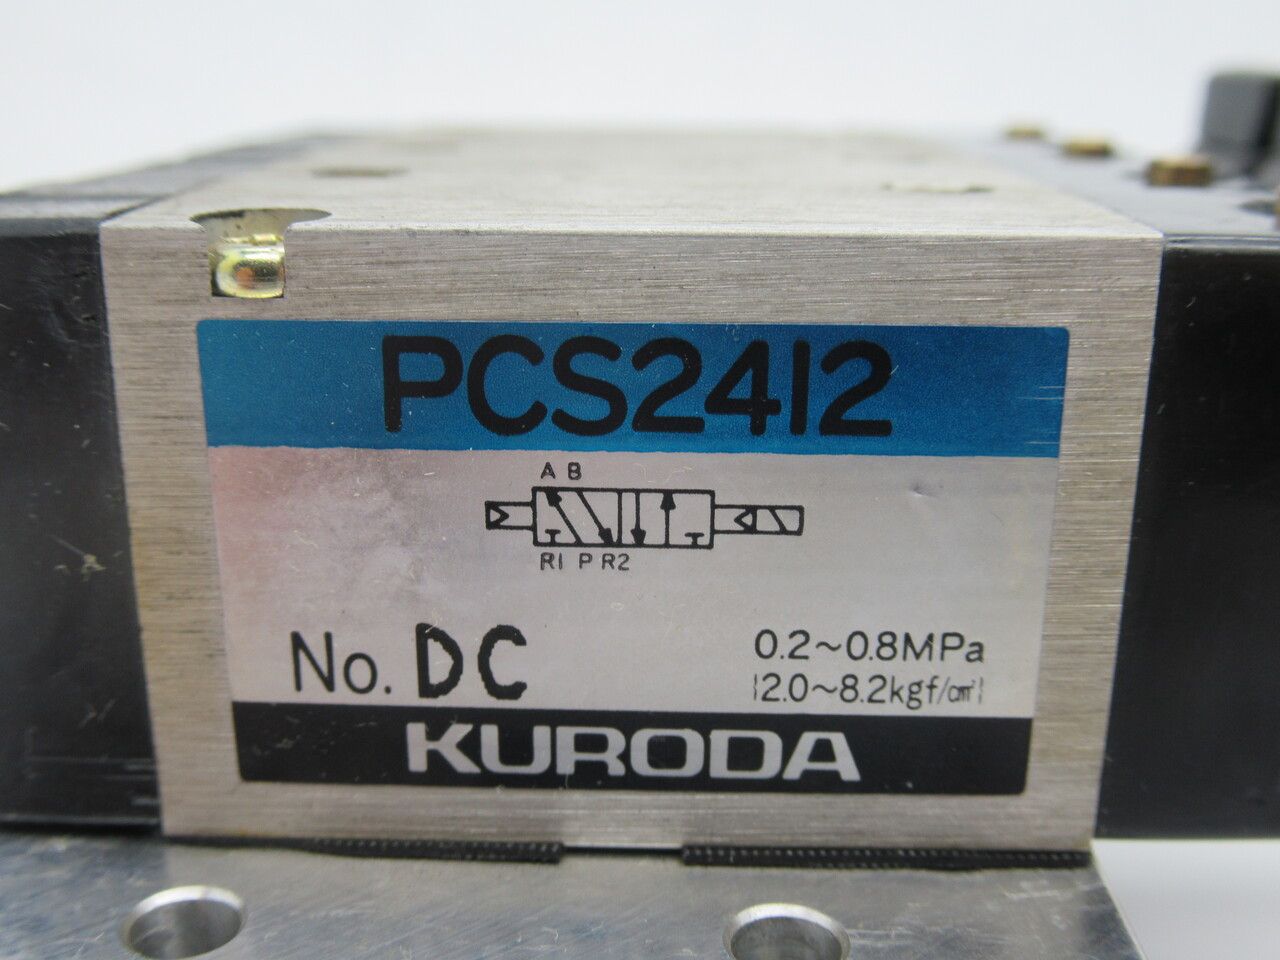 PCS2412
A B
R1 P R2
No. DC
0.2~0.8MPa
{2.0~8.2kgf/cm²}
KURODA